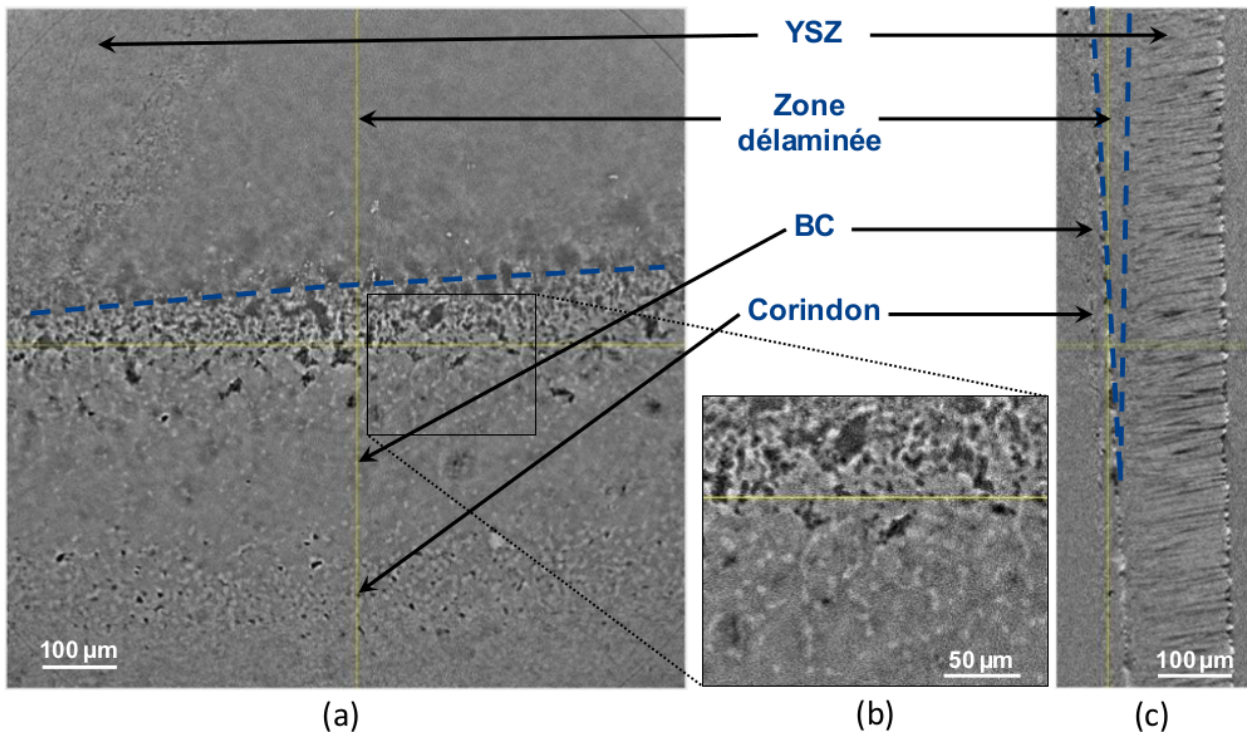 YSZ
Zone
délaminée
BC
Corindon
100 µm
50 µm
100 µm
(a)
(b)
(c)